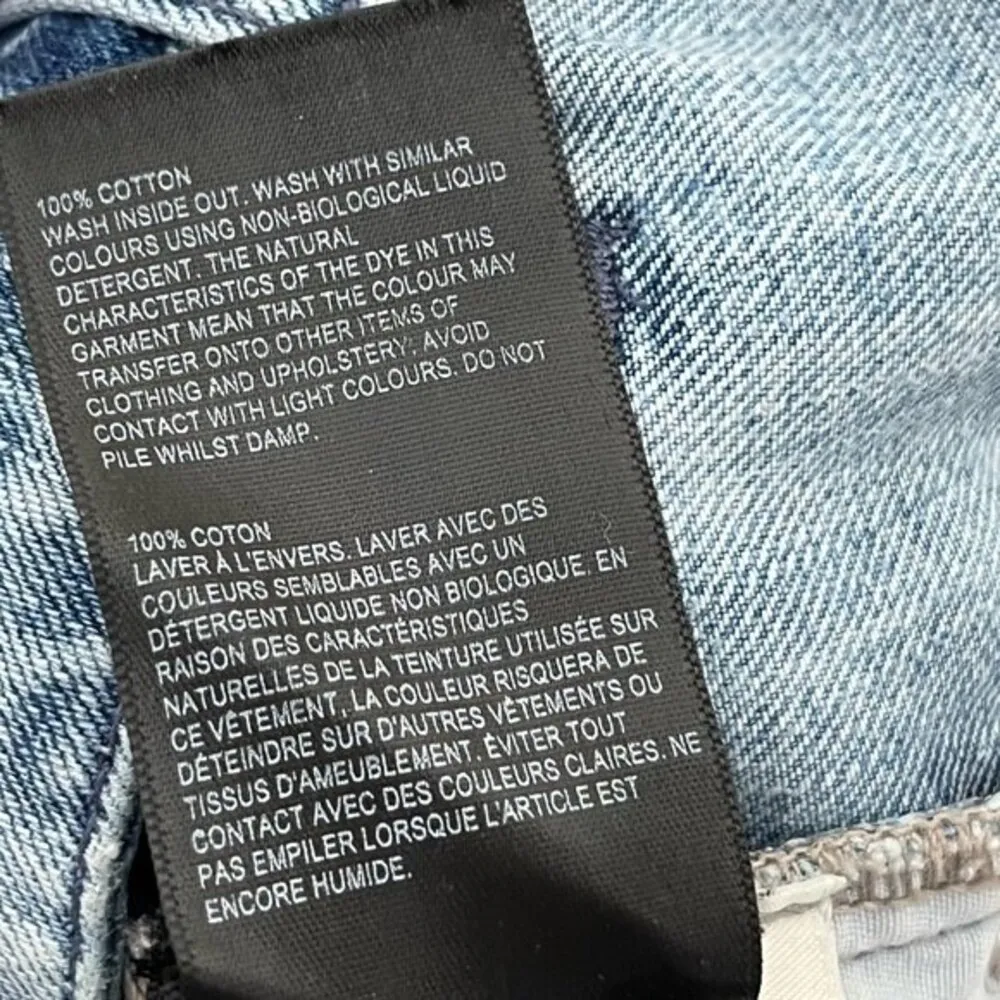 100% COTTON
WASH INSIDE OUT. WASH WITH SIMILAR
COLOURS USING NON-BIOLOGICAL LIQUID
DETERGENT. THE NATURAL
CHARACTERISTICS OF THE DYE IN THIS
GARMENT MEAN THAT THE COLOUR MAY
TRANSFER ONTO OTHER ITEMS OF
CLOTHING AND UPHOLSTERY. AVOID
CONTACT WITH LIGHT COLOURS. DO NOT
PILE WHILST DAMP.
100% COTON
LAVER À L'ENVERS. LAVER AVEC DES
COULEURS SEMBLABLES AVEC UN
DÉTERGENT LIQUIDE NON BIOLOGIQUE. EN
RAISON DES CARACTÉRISTIQUES
NATURELLES DE LA TEINTURE UTILISÉE SUR
CE VÊTEMENT, LA COULEUR RISQUERA DE
DÉTEINDRE SUR D'AUTRES VÊTEMENTS OU
TISSUS D'AMEUBLEMENT. ÉVITER TOUT
CONTACT AVEC DES COULEURS CLAIRES. NE
PAS EMPILER LORSQUE L'ARTICLE EST
ENCORE HUMIDE.